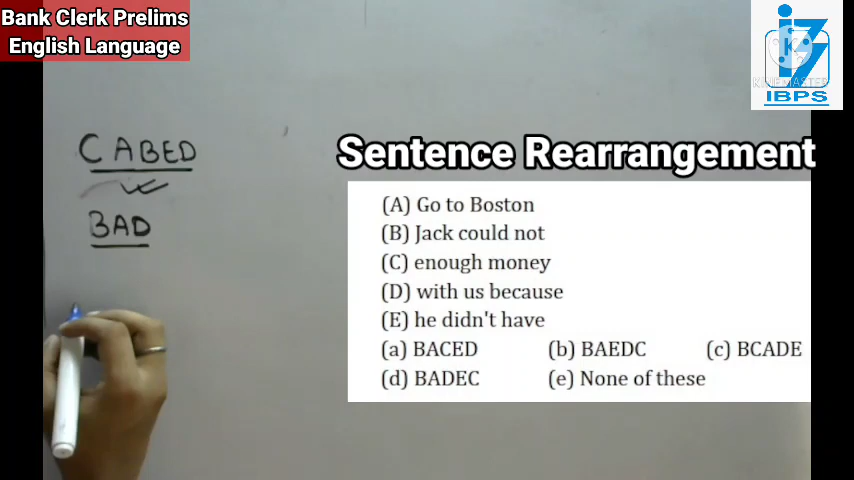 Bank Clerk Prelims
English Language
K
KINEMASTER
IBPS
CABED
BAD
Sentence Rearrangement
(A) Go to Boston
(B) Jack could not
(C) enough money
(D) with us because
(E) he didn't have
(a) BACED (b) BAEDC (c) BCADE
(d) BADEC (e) None of these